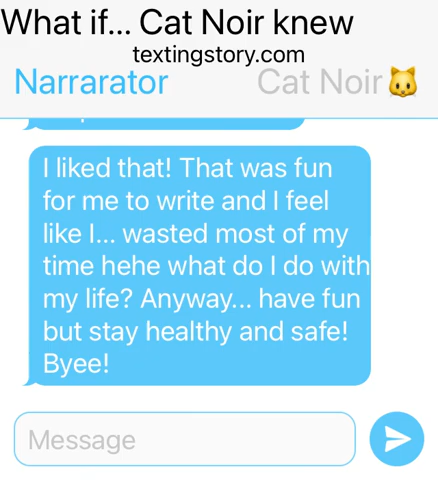 What if... Cat Noir knew
textingstory.com
Narrarator Cat Noir🐱
I liked that! That was fun
for me to write and I feel
like I... wasted most of my
time hehe what do I do with
my life? Anyway... have fun
but stay healthy and safe!
Byee!
Message